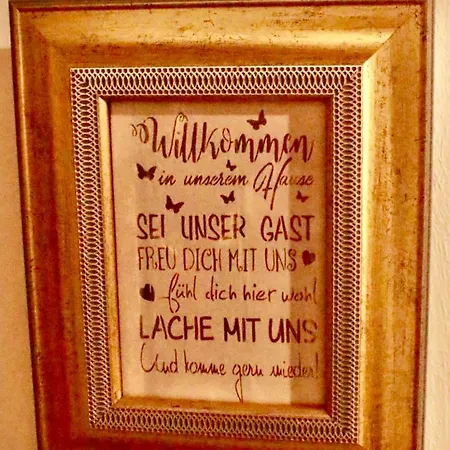 Willkommen
in unserem Hause
SEI UNSER GAST
FREU DICH MIT UNS
fühl dich hier wohl
LACHE MIT UNS
Und komme gern wieder!